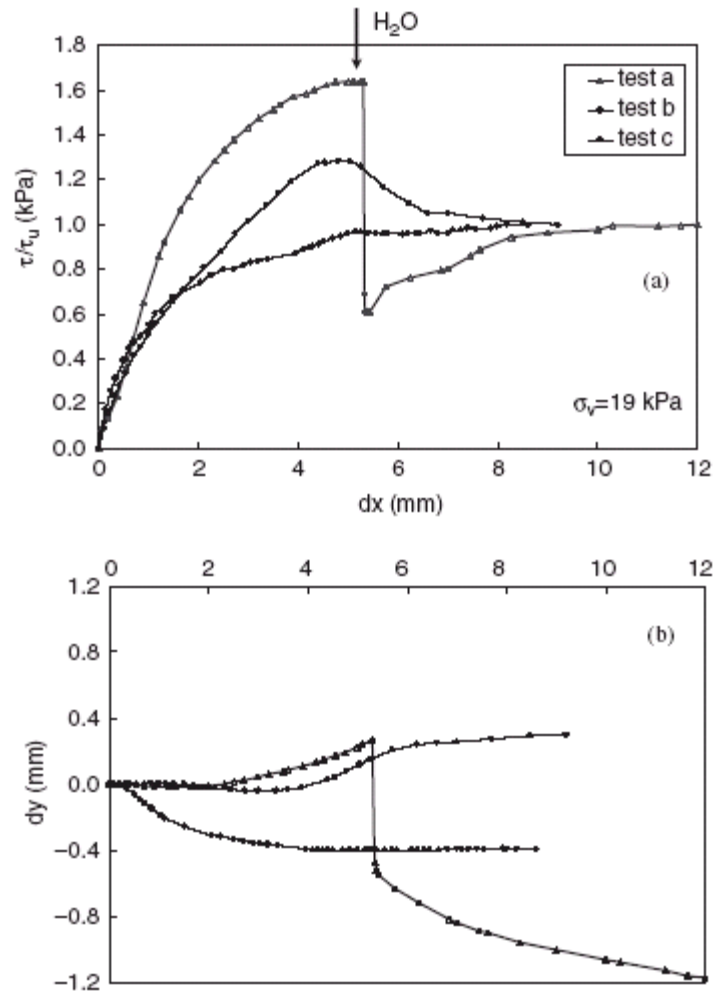 H₂O
1.8
1.6
1.4
1.2
1.0
0.8
0.6
0.4
0.2
0.0
τ/τᵤ (kPa)
test a
test b
test c
(a)
σᵥ=19 kPa
0 2 4 6 8 10 12
dx (mm)
0 2 4 6 8 10 12
1.2
0.8
0.4
0.0
−0.4
−0.8
−1.2
dy (mm)
(b)